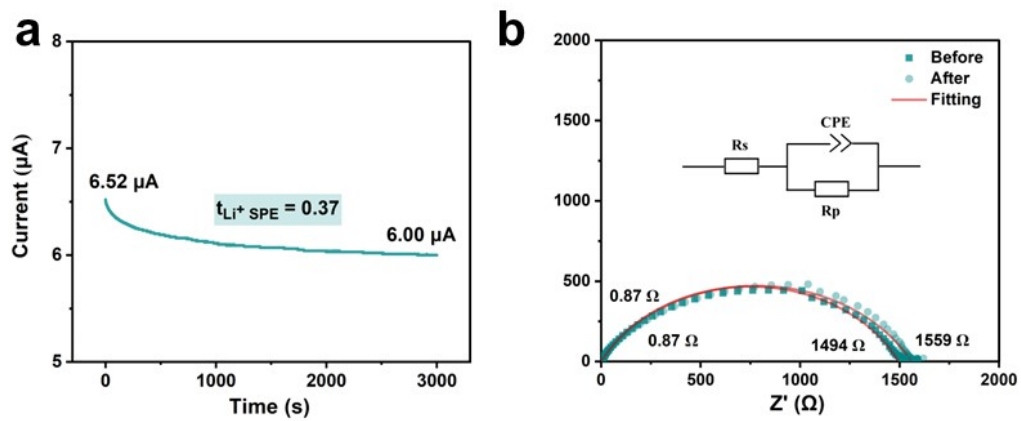 a
8
7
6
5
Current (μA)
6.52 μA
tLi+ SPE = 0.37
6.00 μA
0
1000
2000
3000
Time (s)
b
2000
1500
1000
500
0
Before
After
Fitting
CPE
Rs
Rp
0.87 Ω
0.87 Ω
1494 Ω
1559 Ω
0
500
1000
1500
2000
Z' (Ω)